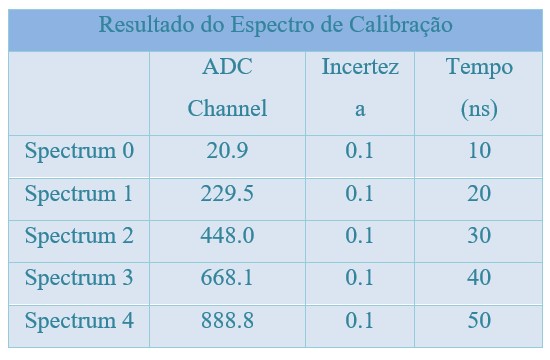 Resultado do Espectro de Calibração
ADC Channel Incerteza Tempo (ns)
Spectrum 0 20.9 0.1 10
Spectrum 1 229.5 0.1 20
Spectrum 2 448.0 0.1 30
Spectrum 3 668.1 0.1 40
Spectrum 4 888.8 0.1 50